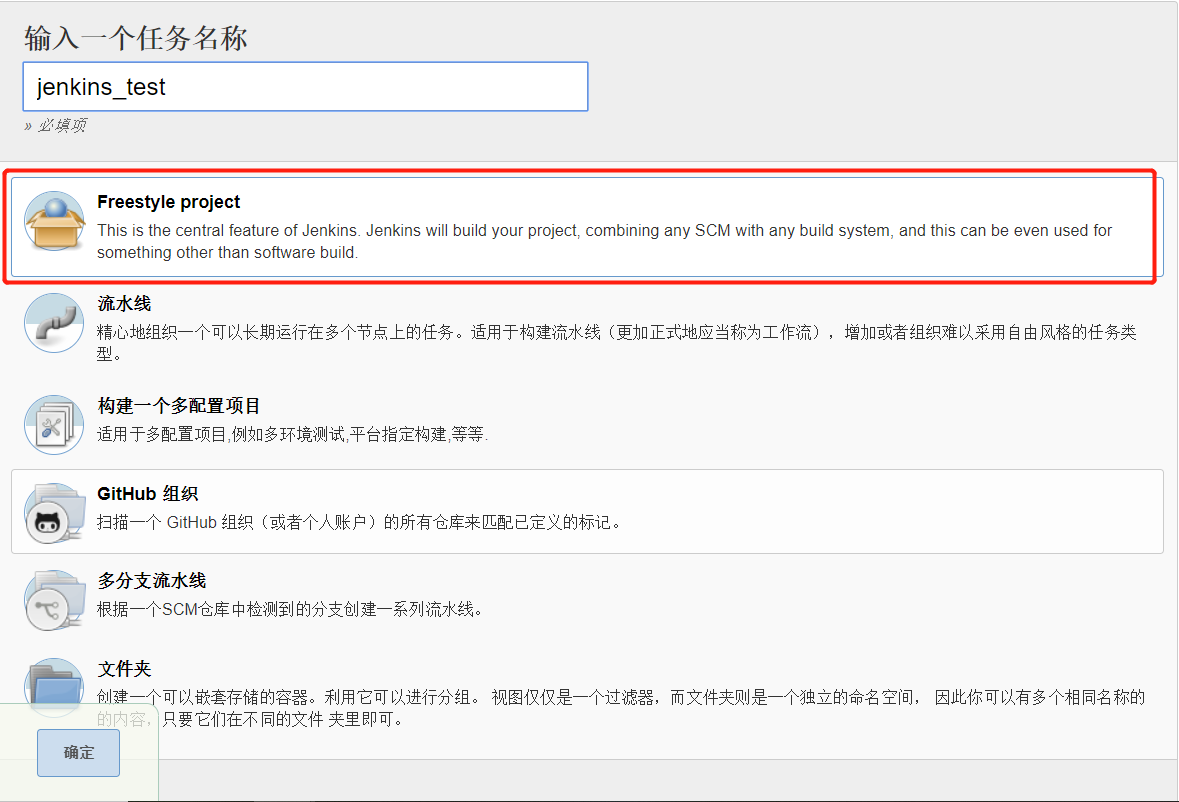 输入一个任务名称
jenkins_test
» 必填项
Freestyle project
This is the central feature of Jenkins. Jenkins will build your project, combining any SCM with any build system, and this can be even used for
something other than software build.
流水线
精心地组织一个可以长期运行在多个节点上的任务。适用于构建流水线（更加正式地应当称为工作流），增加或者组织难以采用自由风格的任务类
型。
构建一个多配置项目
适用于多配置项目,例如多环境测试,平台指定构建,等等.
GitHub 组织
扫描一个 GitHub 组织（或者个人账户）的所有仓库来匹配已定义的标记。
多分支流水线
根据一个SCM仓库中检测到的分支创建一系列流水线。
文件夹
创建一个可以嵌套存储的容器。利用它可以进行分组。 视图仅仅是一个过滤器，而文件夹则是一个独立的命名空间， 因此你可以有多个相同名称的
的内容，只要它们在不同的文件 夹里即可。
确定